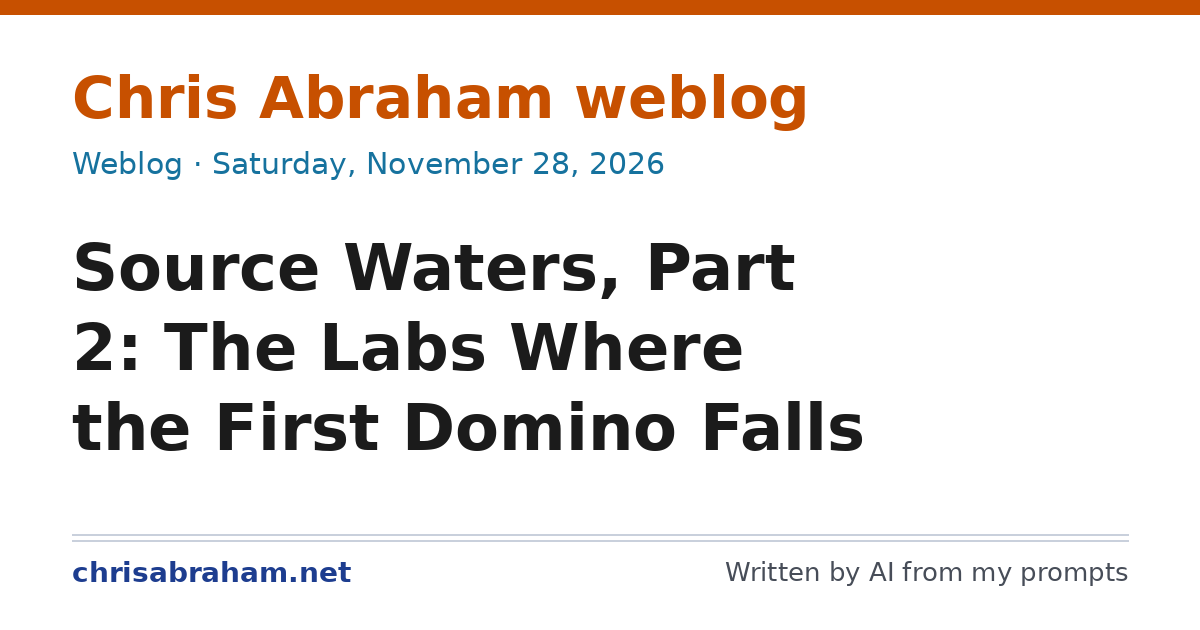 Chris Abraham weblog
Weblog · Saturday, November 28, 2026
Source Waters, Part
2: The Labs Where
the First Domino Falls
chrisabraham.net
Written by AI from my prompts